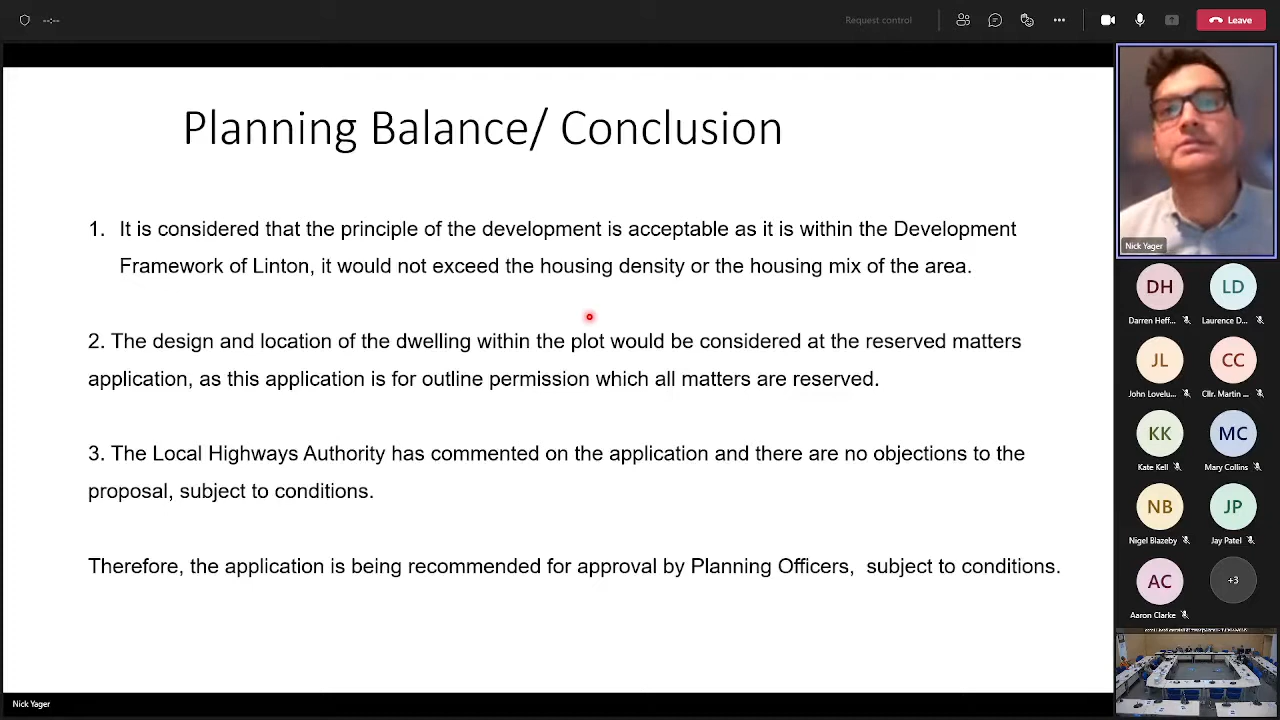 --:--
Request control
Leave
Planning Balance/ Conclusion
1. It is considered that the principle of the development is acceptable as it is within the Development
Framework of Linton, it would not exceed the housing density or the housing mix of the area.
2. The design and location of the dwelling within the plot would be considered at the reserved matters
application, as this application is for outline permission which all matters are reserved.
3. The Local Highways Authority has commented on the application and there are no objections to the
proposal, subject to conditions.
Therefore, the application is being recommended for approval by Planning Officers,  subject to conditions.
Nick Yager
Nick Yager
DH
LD
Darren Heff...
Laurence D...
JL
CC
John Lovelu...
Cllr. Martin ...
KK
MC
Kate Kell
Mary Collins
NB
JP
Nigel Blazeby
Jay Patel
AC
+3
Aaron Clarke